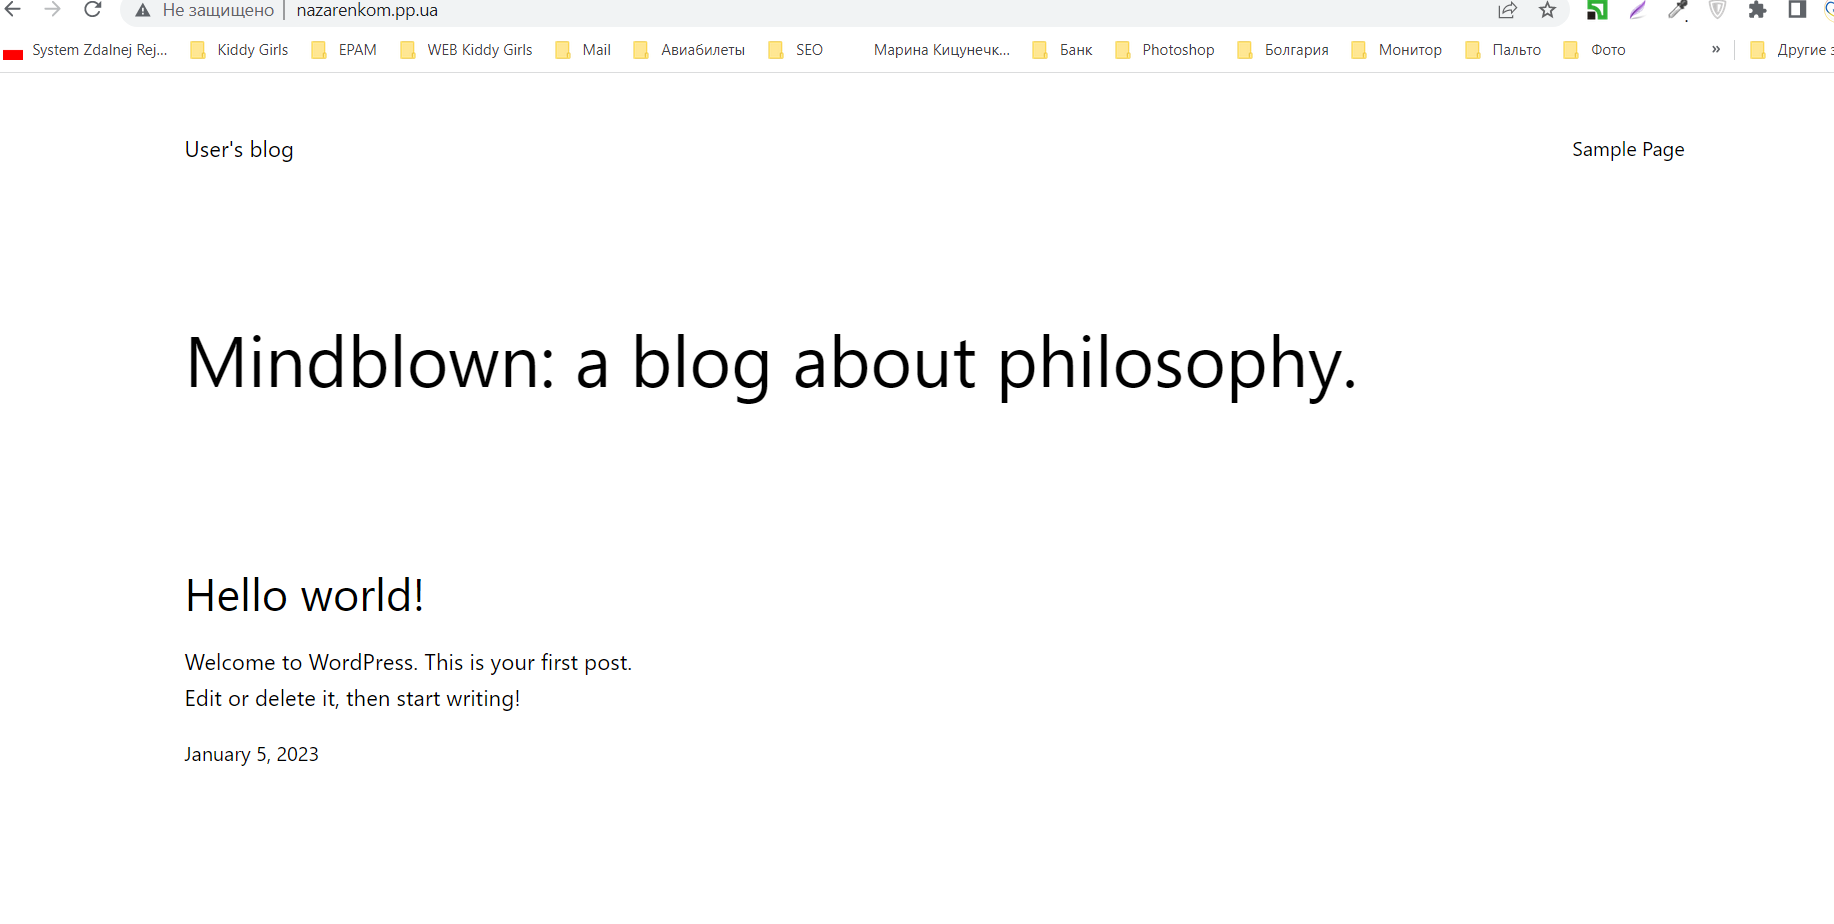 Не защищено | nazarenkom.pp.ua
System Zdalnej Rej... Kiddy Girls EPAM WEB Kiddy Girls Mail Авиабилеты SEO Марина Кицунечк... Банк Photoshop Болгария Монитор Пальто Фото » Другие з
User's blog Sample Page
Mindblown: a blog about philosophy.
Hello world!
Welcome to WordPress. This is your first post.
Edit or delete it, then start writing!
January 5, 2023